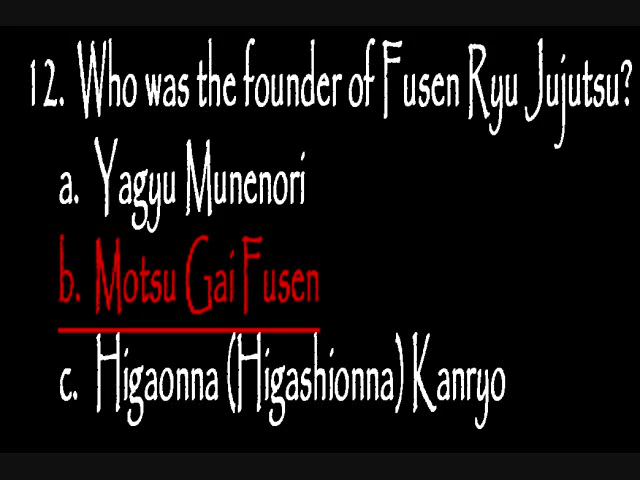 12. Who was the founder of Fusen Ryu Jujutsu?
a. Yagyu Munenori
b. Motsu Gai Fusen
c. Higaonna (Higashionna) Kanryo